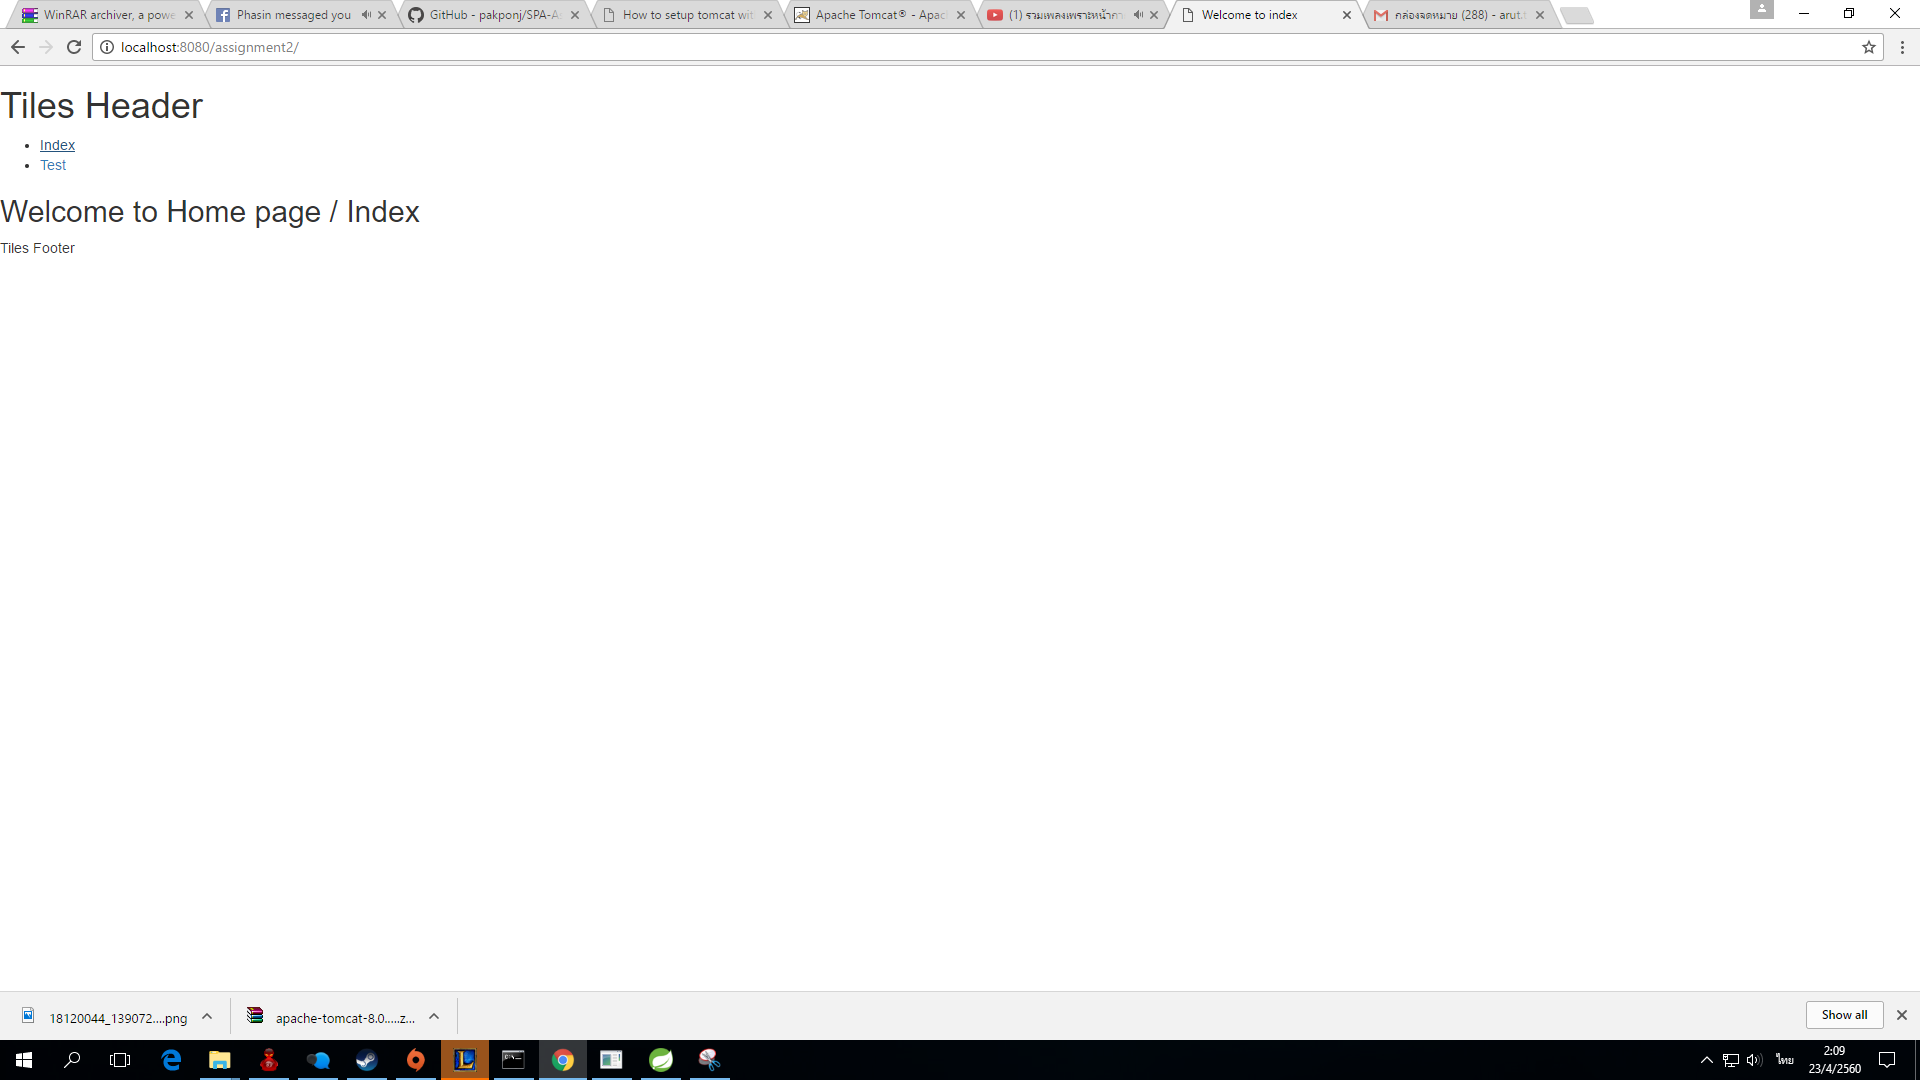 WinRAR archiver, a powe
Phasin messaged you
GitHub - pakponj/SPA-A
How to setup tomcat wit
Apache Tomcat® - Apac
(1) รวมเพลงเพราะหน้ากา
Welcome to index
กล่องจดหมาย (288) - arut.
localhost:8080/assignment2/
Tiles Header
• Index
• Test
Welcome to Home page / Index
Tiles Footer
18120044_139072....png
apache-tomcat-8.0.....z...
Show all
ไทย
2:09
23/4/2560